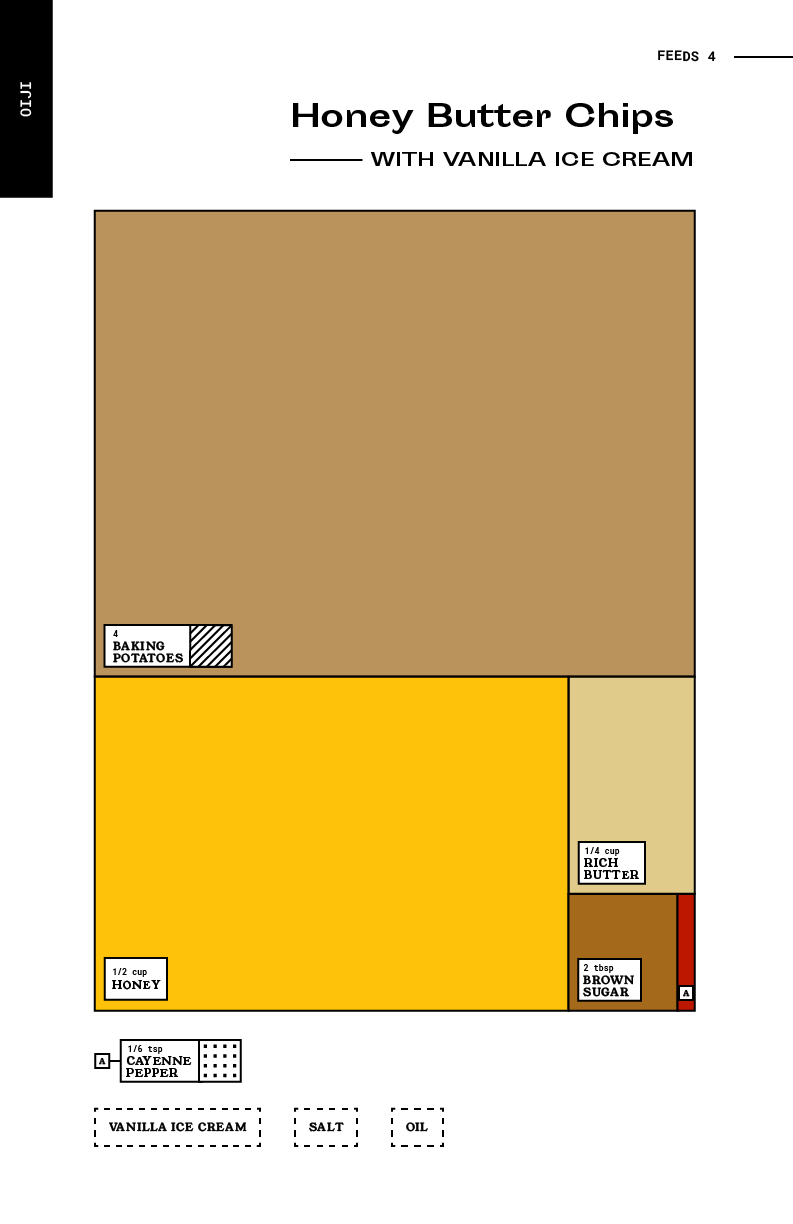 OIJI
FEEDS 4
Honey Butter Chips
WITH VANILLA ICE CREAM
4
BAKING
POTATOES
1/4 cup
RICH
BUTTER
1/2 cup
HONEY
2 tbsp
BROWN
SUGAR
A
A
1/6 tsp
CAYENNE
PEPPER
VANILLA ICE CREAM
SALT
OIL